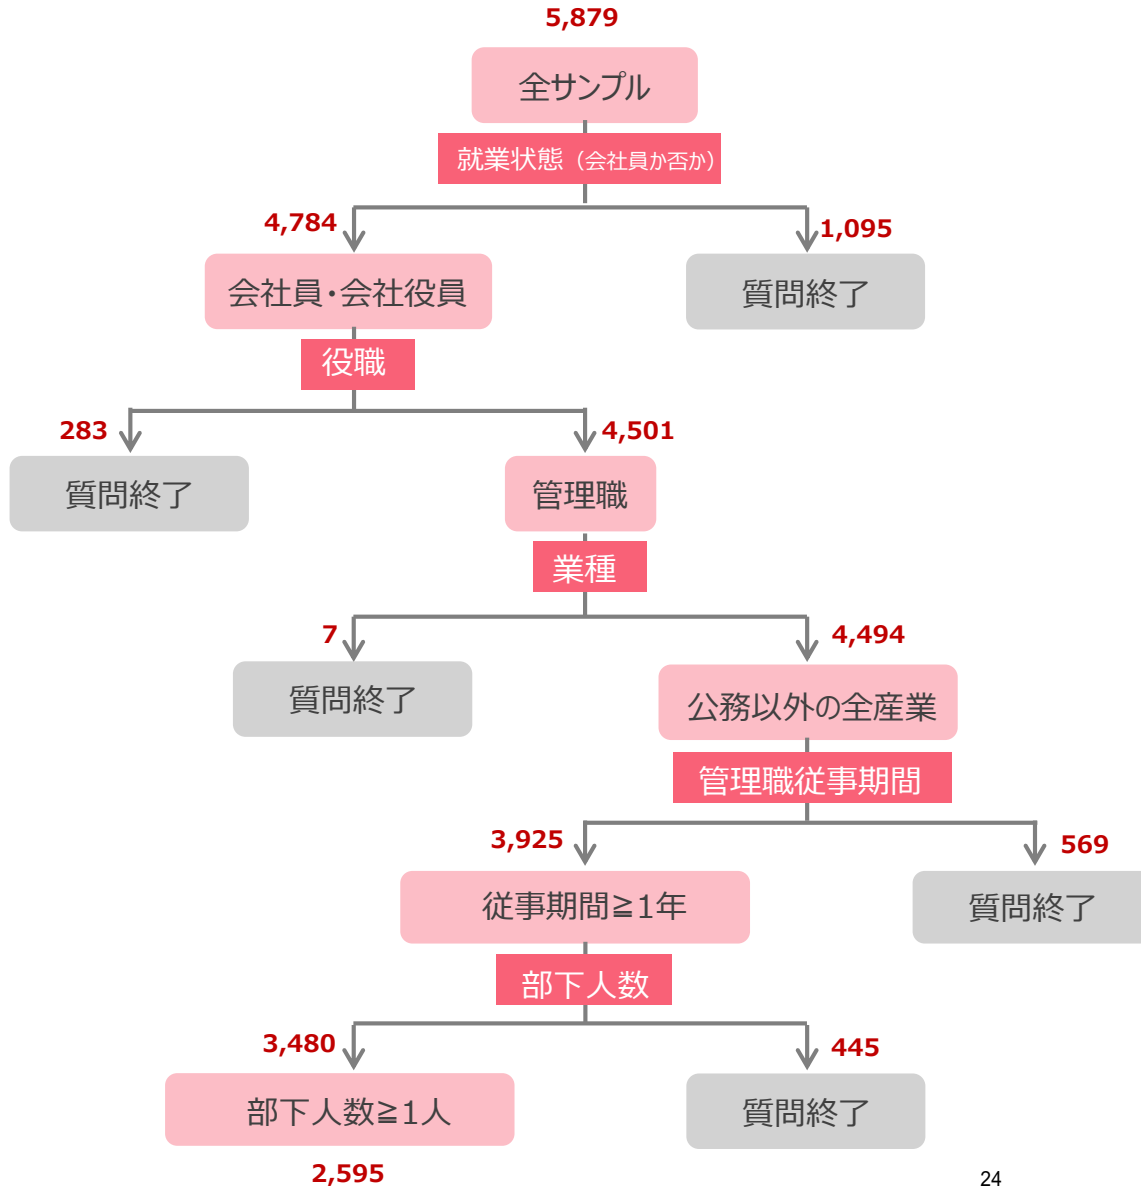 5,879
全サンプル
就業状態（会社員か否か）
4,784
1,095
会社員・会社役員
質問終了
役職
283
4,501
質問終了
管理職
業種
7
4,494
質問終了
公務以外の全産業
管理職従事期間
3,925
569
従事期間≧1年
質問終了
部下人数
3,480
445
部下人数≧1人
質問終了
2,595
24